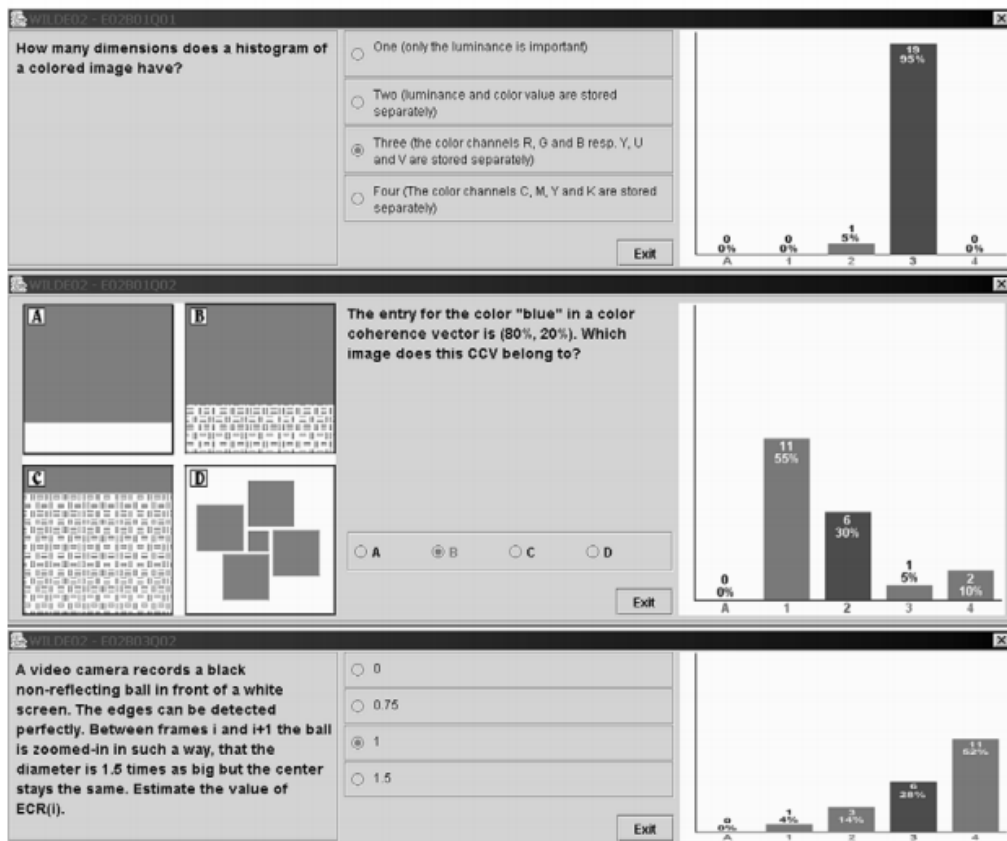 WILDE02 - E02B01Q01
How many dimensions does a histogram of
a colored image have?
One (only the luminance is important)
Two (luminance and color value are stored
separately)
Three (the color channels R, G and B resp. Y, U
and V are stored separately)
Four (The color channels C, M, Y and K are stored
separately)
Exit
0
0%
0
0%
1
5%
19
95%
0
0%
A 1 2 3 4
WILDE02 - E02B01Q02
A
B
C
D
The entry for the color "blue" in a color
coherence vector is (80%, 20%). Which
image does this CCV belong to?
A B C D
Exit
0
0%
11
55%
6
30%
1
5%
2
10%
A 1 2 3 4
WILDE02 - E02B03Q02
A video camera records a black
non-reflecting ball in front of a white
screen. The edges can be detected
perfectly. Between frames i and i+1 the ball
is zoomed-in in such a way, that the
diameter is 1.5 times as big but the center
stays the same. Estimate the value of
ECR(i).
0
0.75
1
1.5
Exit
0
0%
1
4%
3
14%
6
28%
11
52%
A 1 2 3 4